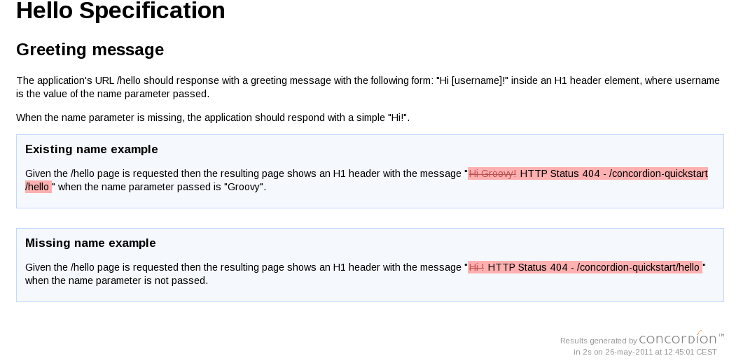 Hello Specification
Greeting message
The application's URL /hello should response with a greeting message with the following form: "Hi [username]!" inside an H1 header element, where username
is the value of the name parameter passed.
When the name parameter is missing, the application should respond with a simple "Hi!".
Existing name example
Given the /hello page is requested then the resulting page shows an H1 header with the message "Hi Groovy! HTTP Status 404 - /concordion-quickstart
/hello " when the name parameter passed is "Groovy".
Missing name example
Given the /hello page is requested then the resulting page shows an H1 header with the message "Hi ! HTTP Status 404 - /concordion-quickstart/hello "
when the name parameter is not passed.
Results generated by concordion™
in 2s on 26-may-2011 at 12:45:01 CEST